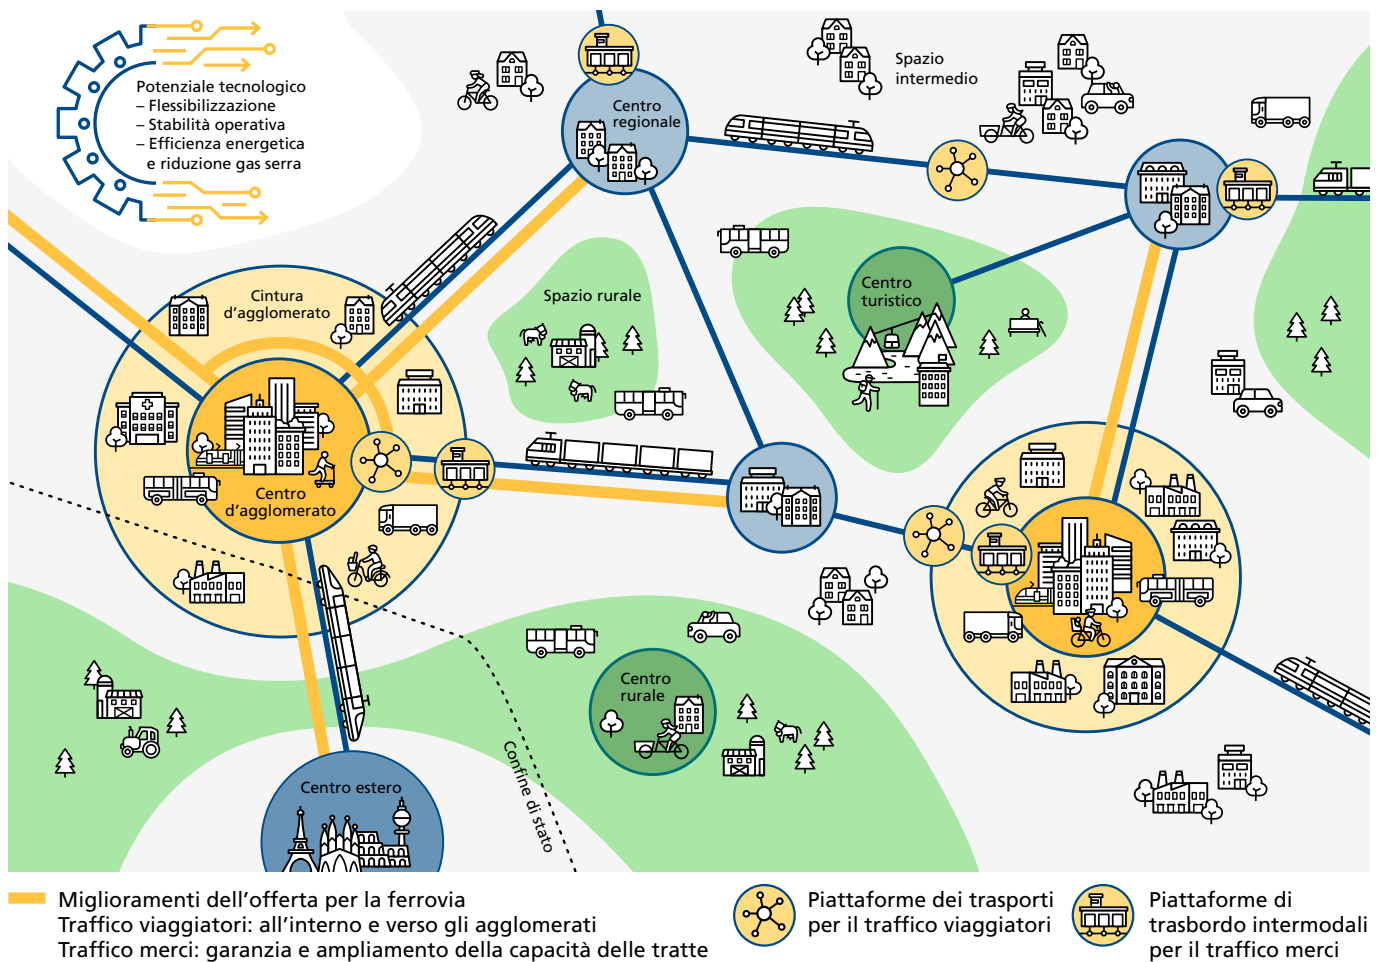 Potenziale tecnologico
– Flessibilizzazione
– Stabilità operativa
– Efficienza energetica
e riduzione gas serra
Centro
regionale
Spazio
intermedio
Cintura
d'agglomerato
Spazio rurale
Centro
turistico
Centro
d'agglomerato
Centro
rurale
Centro estero
Confine di stato
Miglioramenti dell'offerta per la ferrovia
Traffico viaggiatori: all'interno e verso gli agglomerati
Traffico merci: garanzia e ampliamento della capacità delle tratte
Piattaforme dei trasporti
per il traffico viaggiatori
Piattaforme di
trasbordo intermodali
per il traffico merci